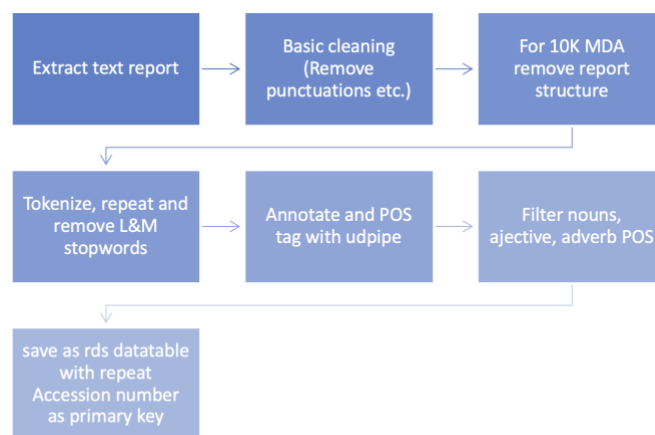 Extract text report
Basic cleaning
(Remove
punctuations etc.)
For 10K MDA
remove report
structure
Tokenize, repeat and
remove L&M
stopwords
Annotate and POS
tag with udpipe
Filter nouns,
ajective, adverb POS
save as rds datatable
with repeat
Accession number
as primary key